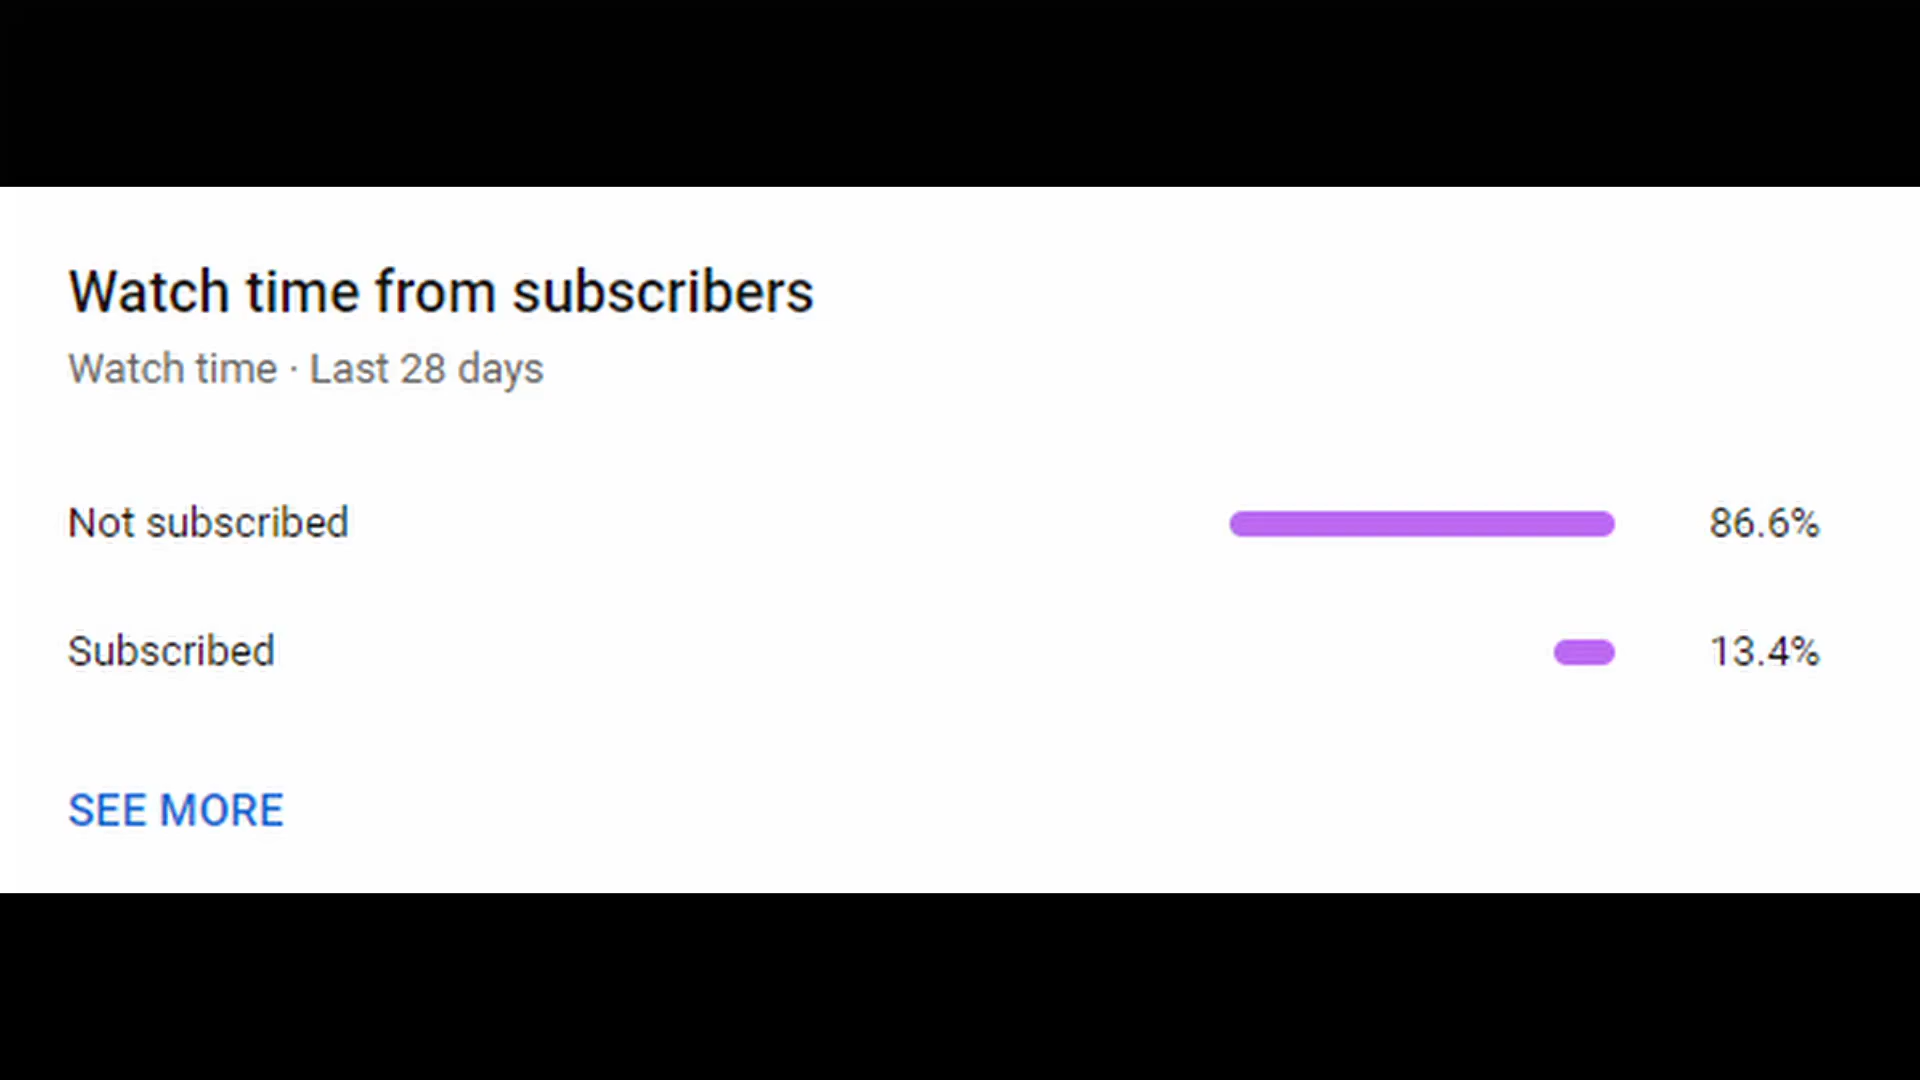 Watch time from subscribers
Watch time · Last 28 days
Not subscribed 86.6%
Subscribed 13.4%
SEE MORE